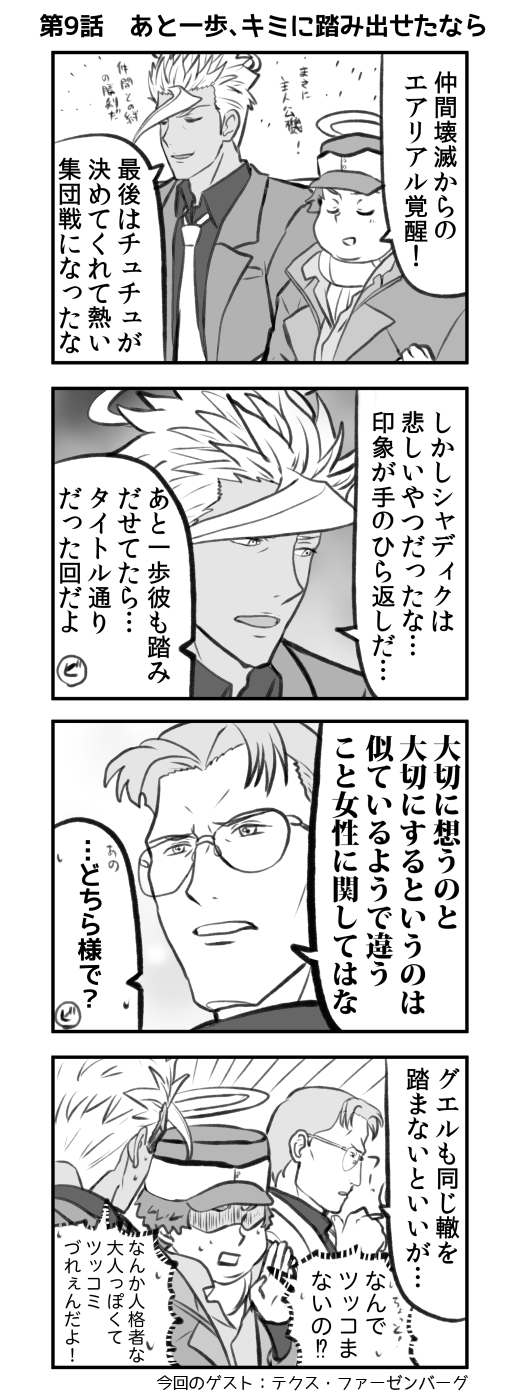 第9話　あと一歩、キミに踏み出せたなら
仲間壊滅からの
エアリアル覚醒！
まさに
主人公機！
仲間との絆
の勝利だ
最後はチュチュが
決めてくれて熱い
集団戦になったな
しかしシャディクは
悲しいやつだったな…
印象が手のひら返しだ…
あと一歩彼も踏み
だせてたら…
タイトル通り
だった回だよ
ビ
大切に想うのと
大切にするというのは
似ているようで違う
こと女性に関してはな
あの
…どちら様で？
ビ
グエルも同じ轍を
踏まないといいが…
ちょっと
なんで
ツッコま
ないの!?
なんか人格者な
大人っぽくて
ツッコミ
づれぇんだよ！
今回のゲスト：テクス・ファーゼンバーグ